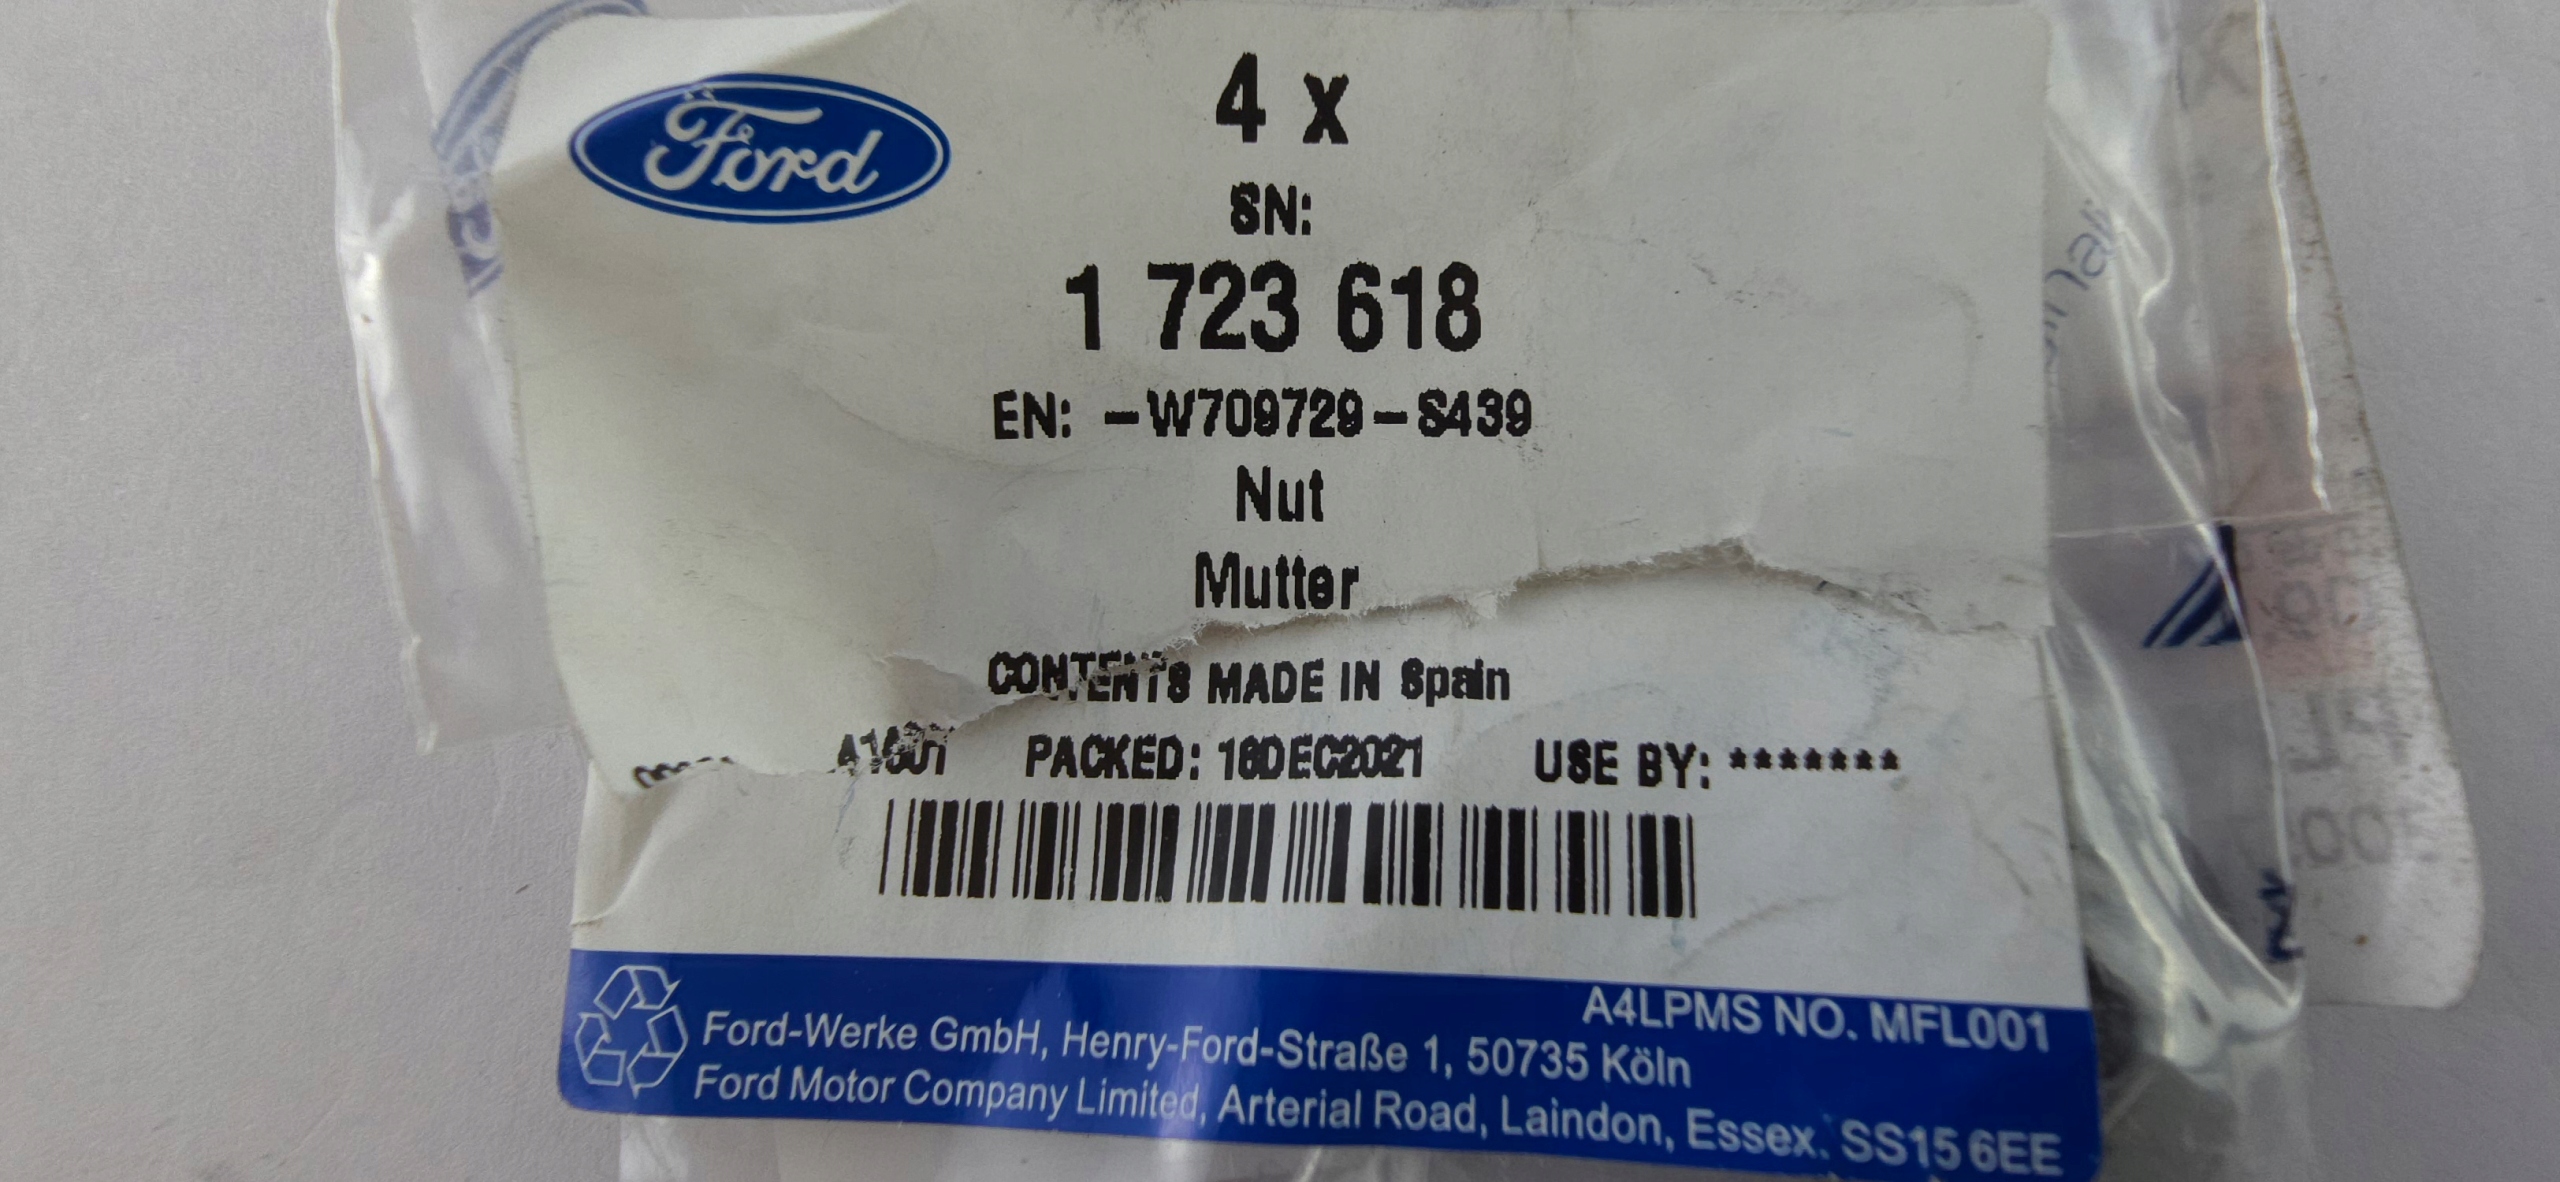 Ford
4 x
SN:
1 723 618
EN: -W709729-S439
Nut
Mutter
CONTENTS MADE IN Spain
A1601 PACKED: 16DEC2021 USE BY: *******
A4LPMS NO. MFL001
Ford-Werke GmbH, Henry-Ford-Straße 1, 50735 Köln
Ford Motor Company Limited, Arterial Road, Laindon, Essex. SS15 6EE